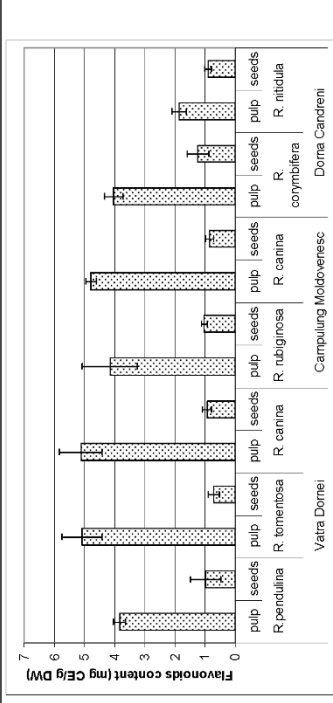 Flavonoids content (mg CE/g DW)
7
6
5
4
3
2
1
0
pulp seeds pulp seeds pulp seeds pulp seeds pulp seeds pulp seeds pulp seeds
R.pendulina R. tomentosa R. canina R. rubiginosa R. canina R. corymbifera R. nitidula
Vatra Dornei Campulung Moldovenesc Dorna Candreni